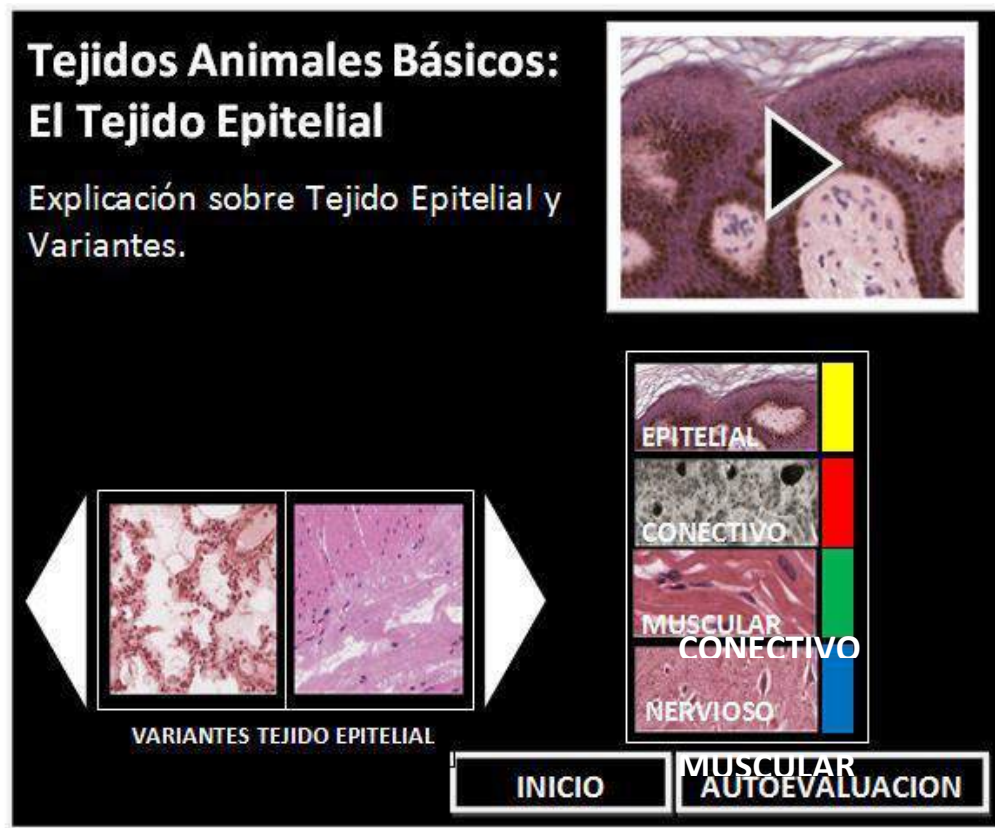 Tejidos Animales Básicos:
El Tejido Epitelial
Explicación sobre Tejido Epitelial y
Variantes.
EPITELIAL
CONECTIVO
MUSCULAR
CONECTIVO
NERVIOSO
VARIANTES TEJIDO EPITELIAL
MUSCULAR
INICIO
AUTOEVALUACION